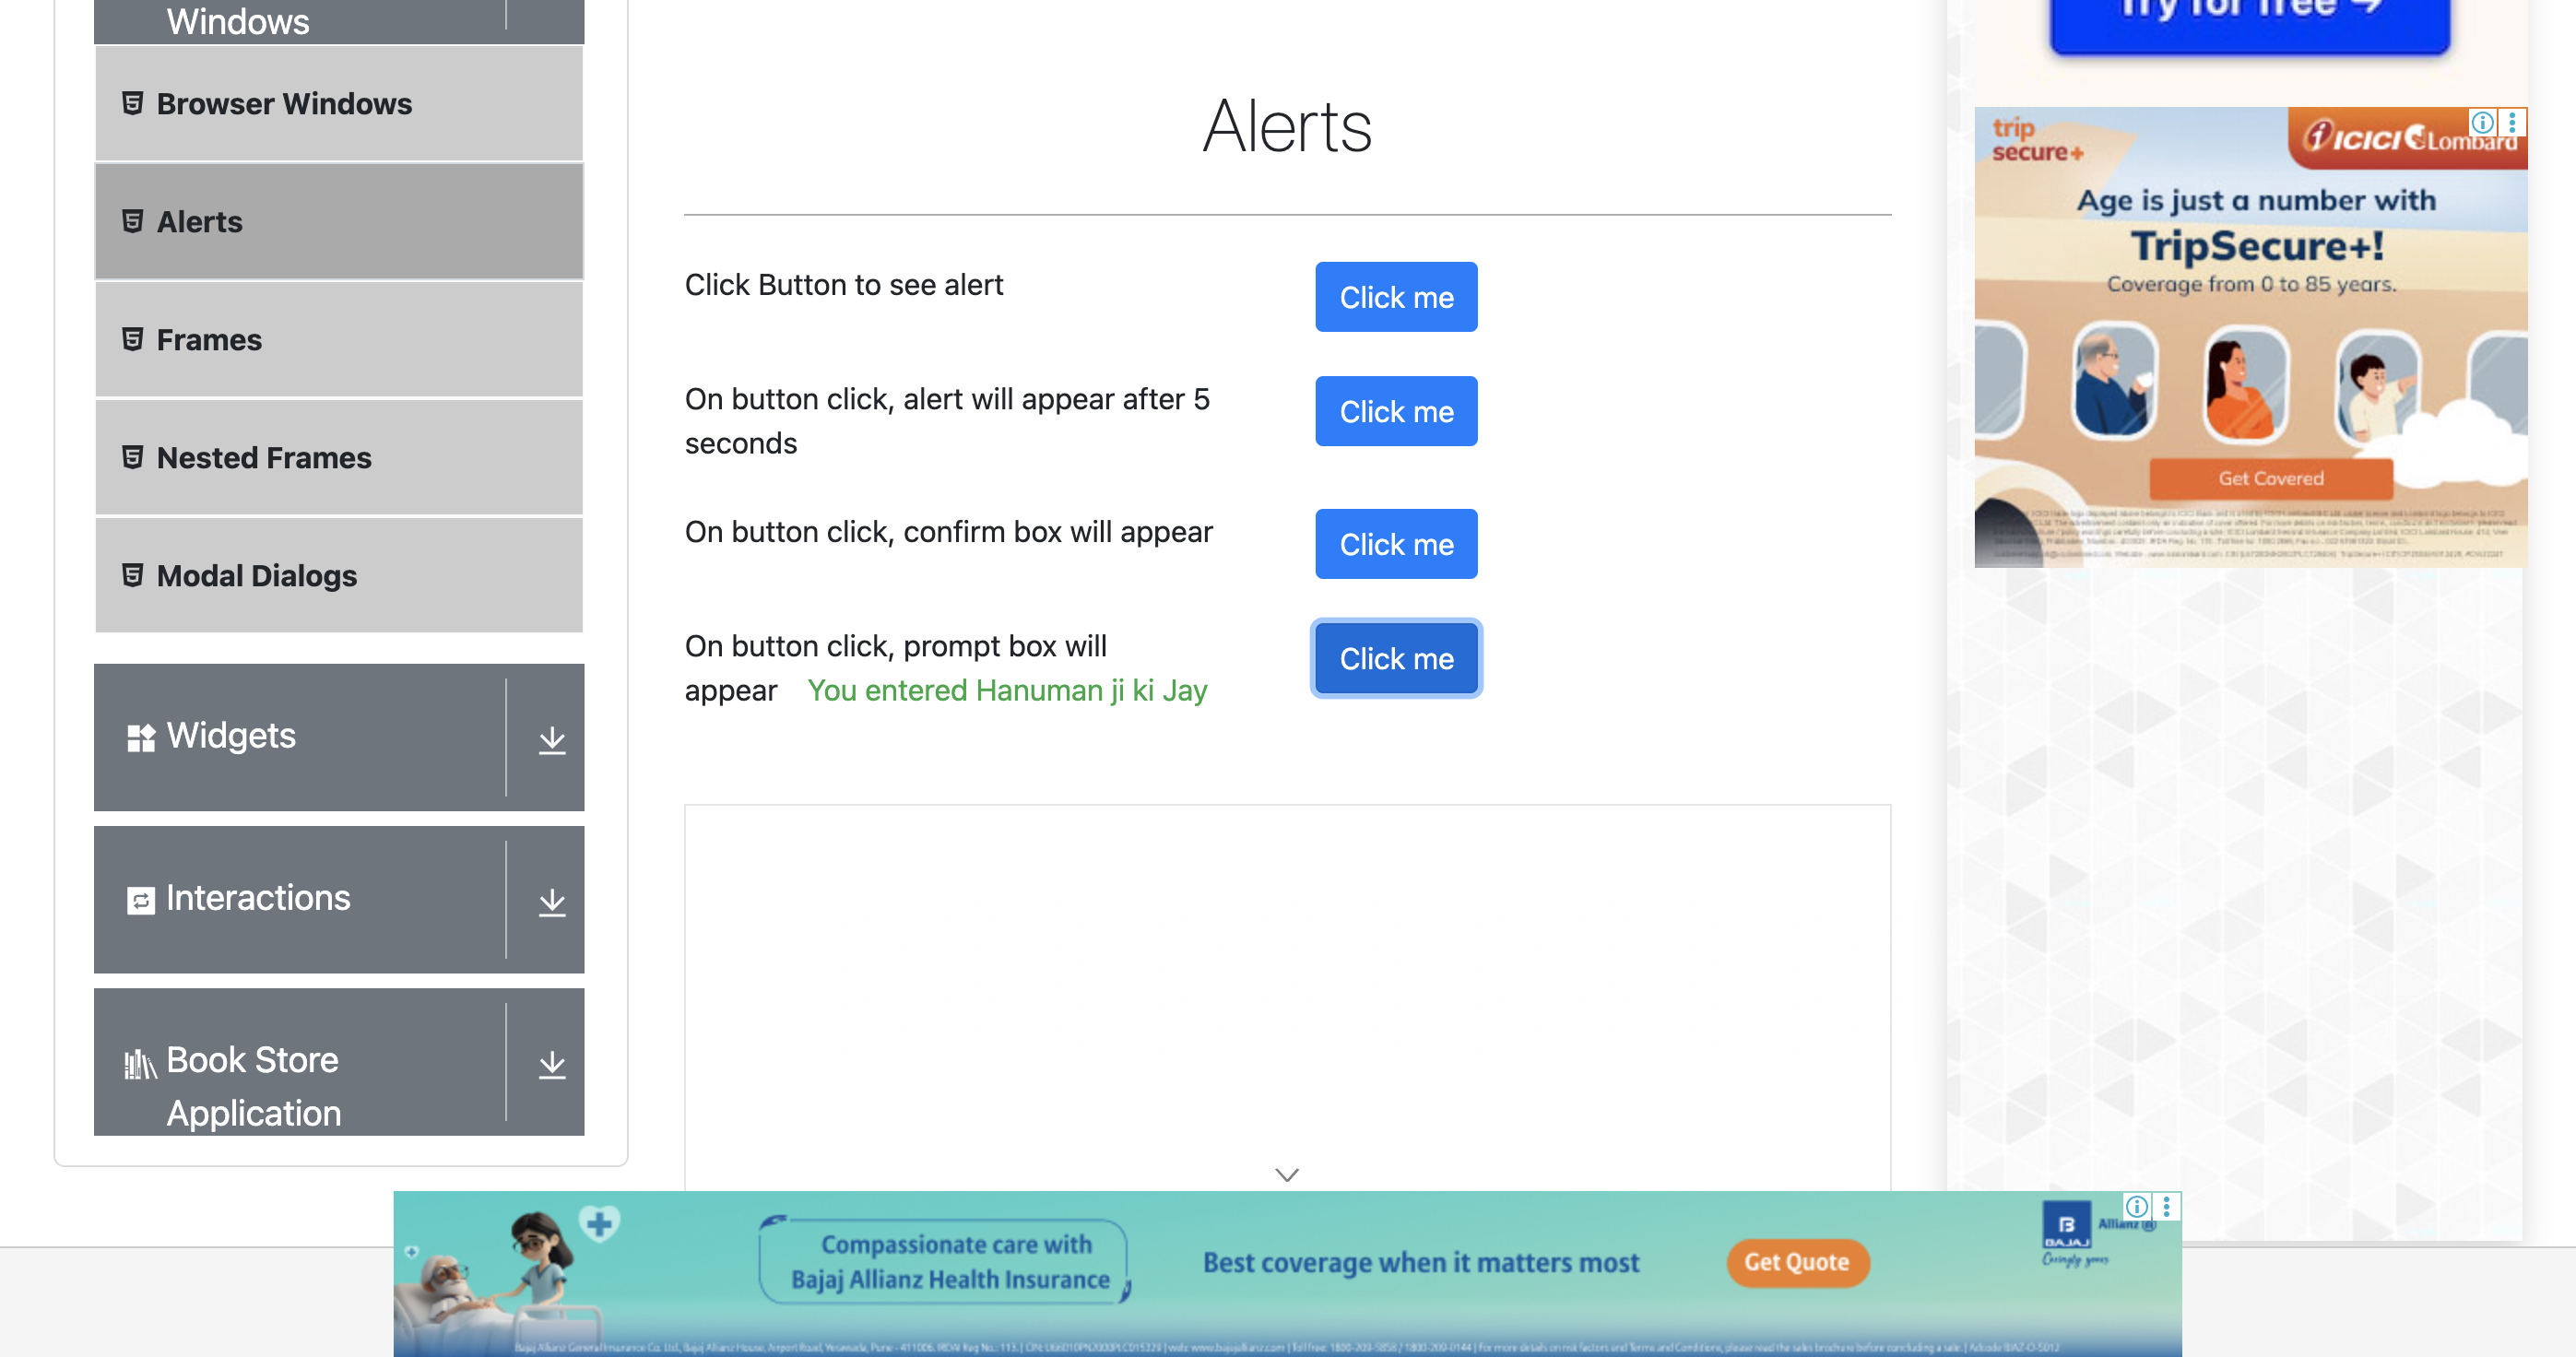 Windows
Browser Windows
Alerts
Frames
Nested Frames
Modal Dialogs
Widgets
Interactions
Book Store
Application
Alerts
Click Button to see alert
Click me
On button click, alert will appear after 5
seconds
Click me
On button click, confirm box will appear
Click me
On button click, prompt box will
appear You entered Hanuman ji ki Jay
Click me
Try for free →
trip
secure+
ICICI Lombard
Age is just a number with
TripSecure+!
Coverage from 0 to 85 years.
Get Covered
Compassionate care with
Bajaj Allianz Health Insurance
Best coverage when it matters most
Get Quote
B
BAJAJ
Allianz
Caringly yours